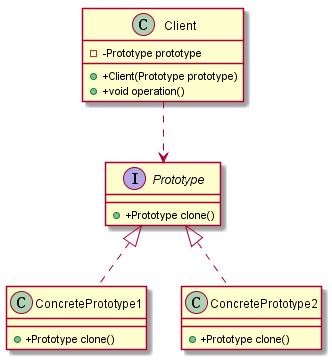 C Client
-Prototype prototype
+Client(Prototype prototype)
+void operation()
I Prototype
+Prototype clone()
C ConcretePrototype1
+Prototype clone()
C ConcretePrototype2
+Prototype clone()